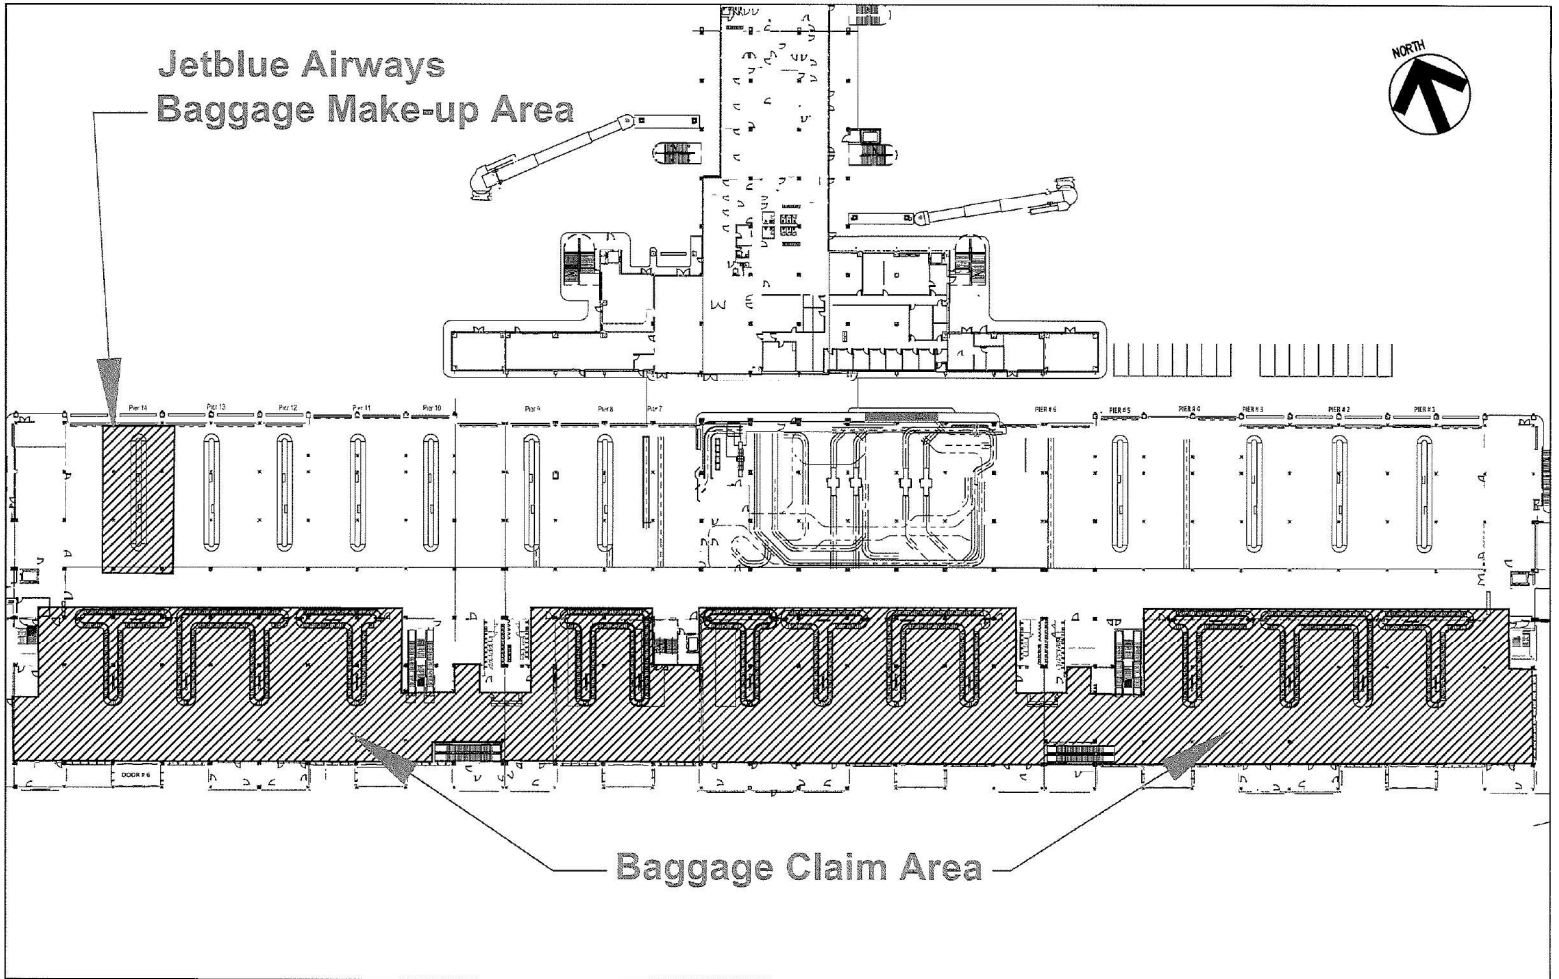 Jetblue Airways
Baggage Make-up Area
NORTH
Pier 14
Pier 13
Pier 12
Pier 11
Pier 10
Pier 9
Pier 8
Pier 7
PIER # 6
PIER # 5
PIER # 4
PIER # 3
PIER # 2
PIER # 1
DOOR # 6
Baggage Claim Area